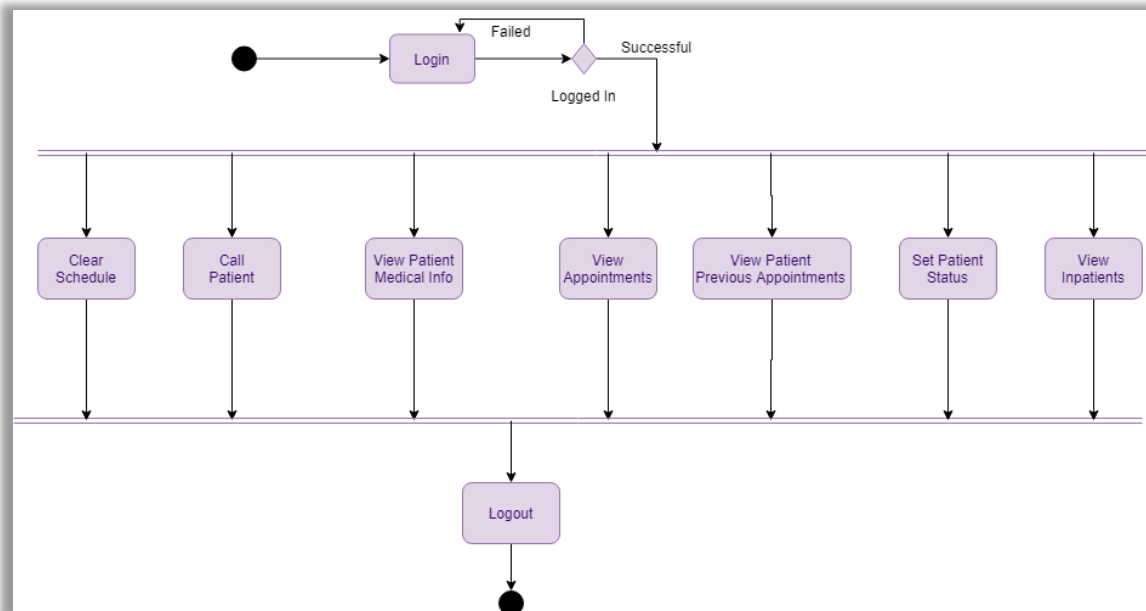 Failed
Login
Successful
Logged In
Clear
Schedule
Call
Patient
View Patient
Medical Info
View
Appointments
View Patient
Previous Appointments
Set Patient
Status
View
Inpatients
Logout